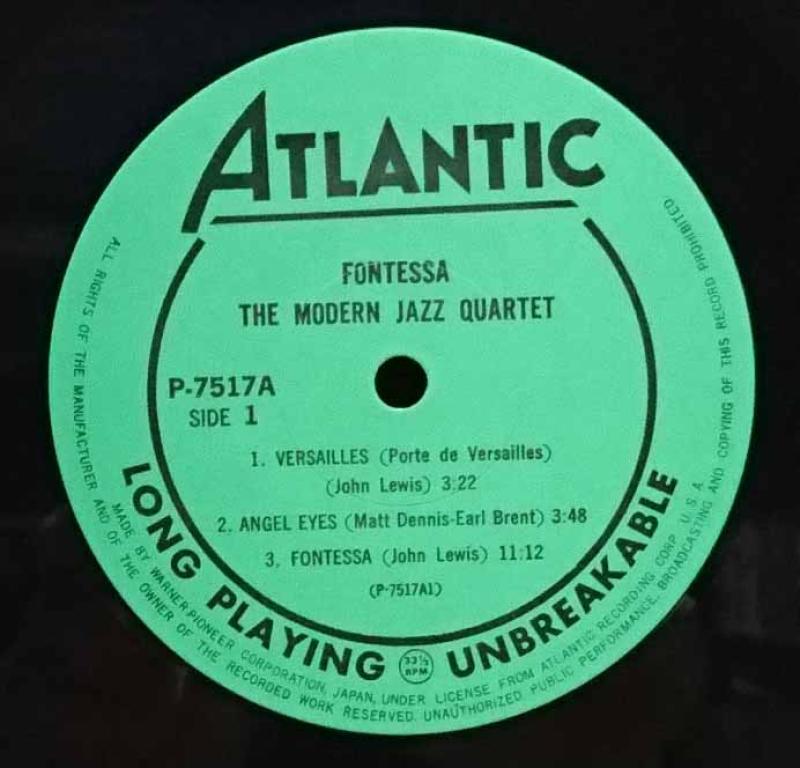 ATLANTIC
FONTESSA
THE MODERN JAZZ QUARTET
P-7517A
SIDE 1
1. VERSAILLES (Porte de Versailles)
(John Lewis) 3:22
2. ANGEL EYES (Matt Dennis-Earl Brent) 3:48
3. FONTESSA (John Lewis) 11:12
(P-7517A1)
LONG PLAYING 33⅓ RPM UNBREAKABLE
MADE BY WARNER-PIONEER CORPORATION, JAPAN, UNDER LICENSE FROM ATLANTIC RECORDING CORP. U.S.A.
ALL RIGHTS OF THE MANUFACTURER AND OF THE OWNER OF THE RECORDED WORK RESERVED. UNAUTHORIZED PUBLIC PERFORMANCE, BROADCASTING AND COPYING OF THIS RECORD PROHIBITED.